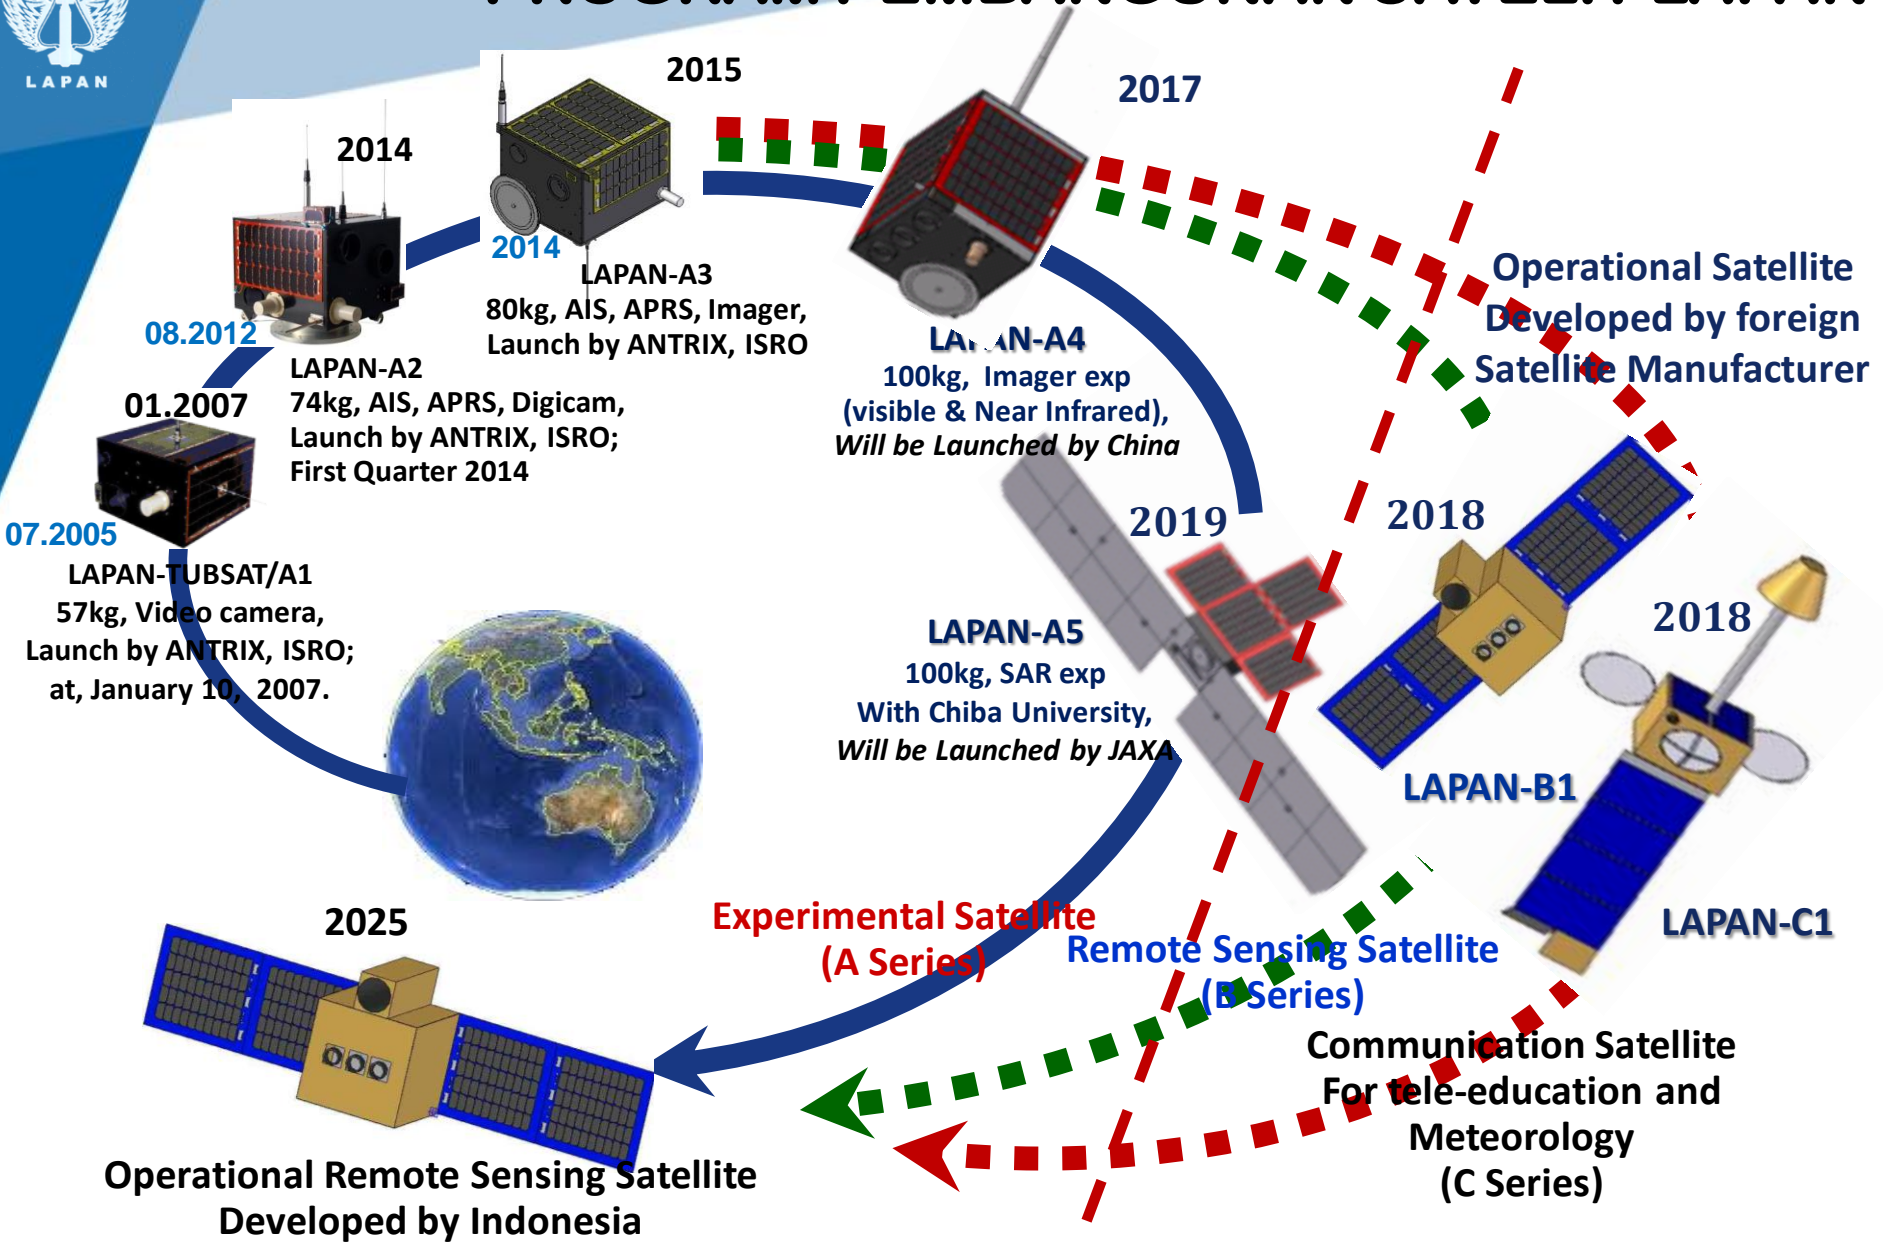 LAPAN
2015
2017
2014
2014
LAPAN-A3
80kg, AIS, APRS, Imager,
Launch by ANTRIX, ISRO
08.2012
LAPAN-A2
74kg, AIS, APRS, Digicam,
Launch by ANTRIX, ISRO;
First Quarter 2014
01.2007
07.2005
LAPAN-TUBSAT/A1
57kg, Video camera,
Launch by ANTRIX, ISRO;
at, January 10, 2007.
LAPAN-A4
100kg, Imager exp
(visible & Near Infrared),
Will be Launched by China
Operational Satellite
Developed by foreign
Satellite Manufacturer
2019
2018
2018
LAPAN-A5
100kg, SAR exp
With Chiba University,
Will be Launched by JAXA
LAPAN-B1
LAPAN-C1
2025
Experimental Satellite
(A Series)
Remote Sensing Satellite
(B Series)
Communication Satellite
For tele-education and
Meteorology
(C Series)
Operational Remote Sensing Satellite
Developed by Indonesia